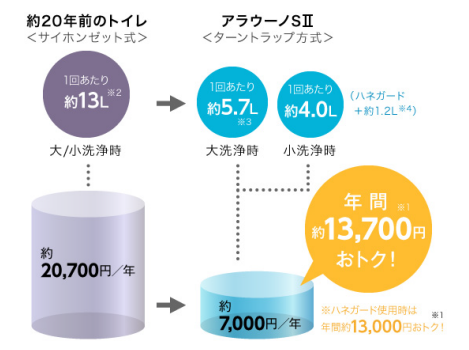 約20年前のトイレ
＜サイホンゼット式＞
アラウーノSⅡ
＜ターントラップ方式＞
1回あたり
約13L※2
大/小洗浄時
1回あたり
約5.7L
※3
大洗浄時
1回あたり
約4.0L
小洗浄時
(ハネガード
＋約1.2L※4)
約
20,700円／年
約
7,000円／年
年間※1
約13,700円
おトク！
※ハネガード使用時は
年間約13,000円おトク！※1